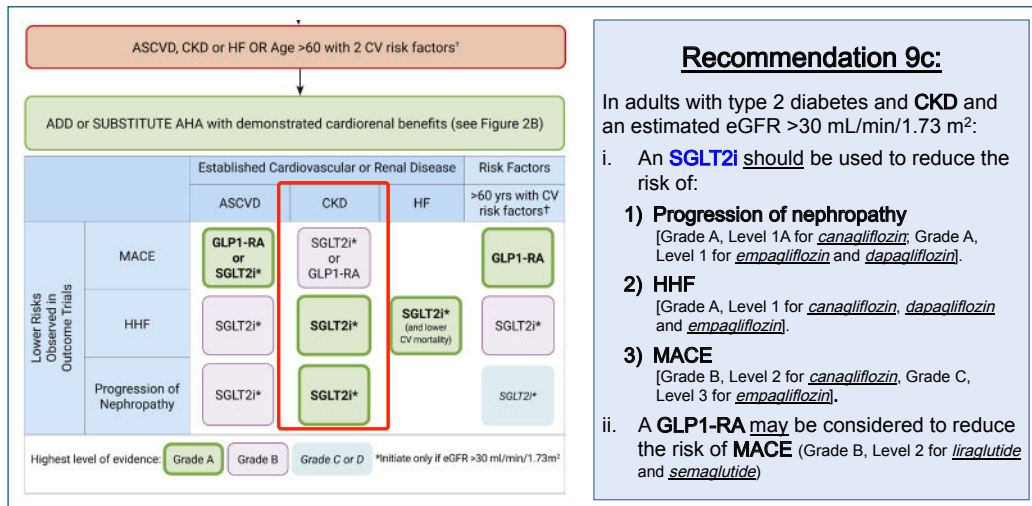 ASCVD, CKD or HF OR Age >60 with 2 CV risk factors†
ADD or SUBSTITUTE AHA with demonstrated cardiorenal benefits (see Figure 2B)
Established Cardiovascular or Renal Disease
Risk Factors
ASCVD
CKD
HF
>60 yrs with CV
risk factors†
Lower Risks
Observed in
Outcome Trials
MACE
GLP1-RA
or
SGLT2i*
SGLT2i*
or
GLP1-RA
GLP1-RA
HHF
SGLT2i*
SGLT2i*
SGLT2i*
(and lower
CV mortality)
SGLT2i*
Progression of
Nephropathy
SGLT2i*
SGLT2i*
SGLT2i*
Highest level of evidence: Grade A Grade B Grade C or D *Initiate only if eGFR >30 ml/min/1.73m²
Recommendation 9c:
In adults with type 2 diabetes and CKD and
an estimated eGFR >30 mL/min/1.73 m²:
i. An SGLT2i should be used to reduce the
risk of:
1) Progression of nephropathy
[Grade A, Level 1A for canagliflozin; Grade A,
Level 1 for empagliflozin and dapagliflozin].
2) HHF
[Grade A, Level 1 for canagliflozin, dapagliflozin
and empagliflozin].
3) MACE
[Grade B, Level 2 for canagliflozin, Grade C,
Level 3 for empagliflozin].
ii. A GLP1-RA may be considered to reduce
the risk of MACE (Grade B, Level 2 for liraglutide
and semaglutide)